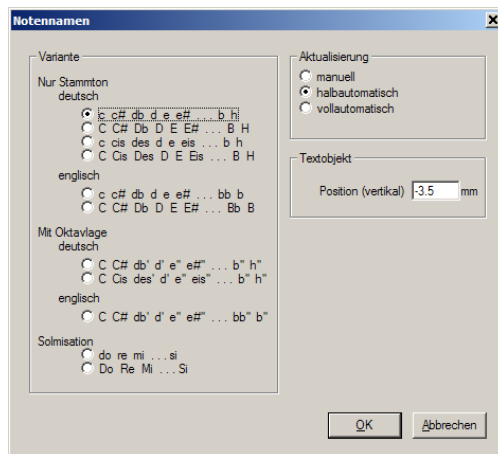 Notennamen
Variante
Nur Stammton
deutsch
c c# db d e e# ... b h
C C# Db D E E# ... B H
c cis des d e eis ... b h
C Cis Des D E Eis ... B H
englisch
c c# db d e e# ... bb b
C C# Db D E E# ... Bb B
Mit Oktavlage
deutsch
C C# db' d' e'' e#'' ... b'' h''
C Cis des' d' e'' eis'' ... b'' h''
englisch
C C# db' d' e'' e#'' ... bb'' b''
Solmisation
do re mi ... si
Do Re Mi ... Si
Aktualisierung
manuell
halbautomatisch
vollautomatisch
Textobjekt
Position (vertikal) -3.5 mm
OK Abbrechen